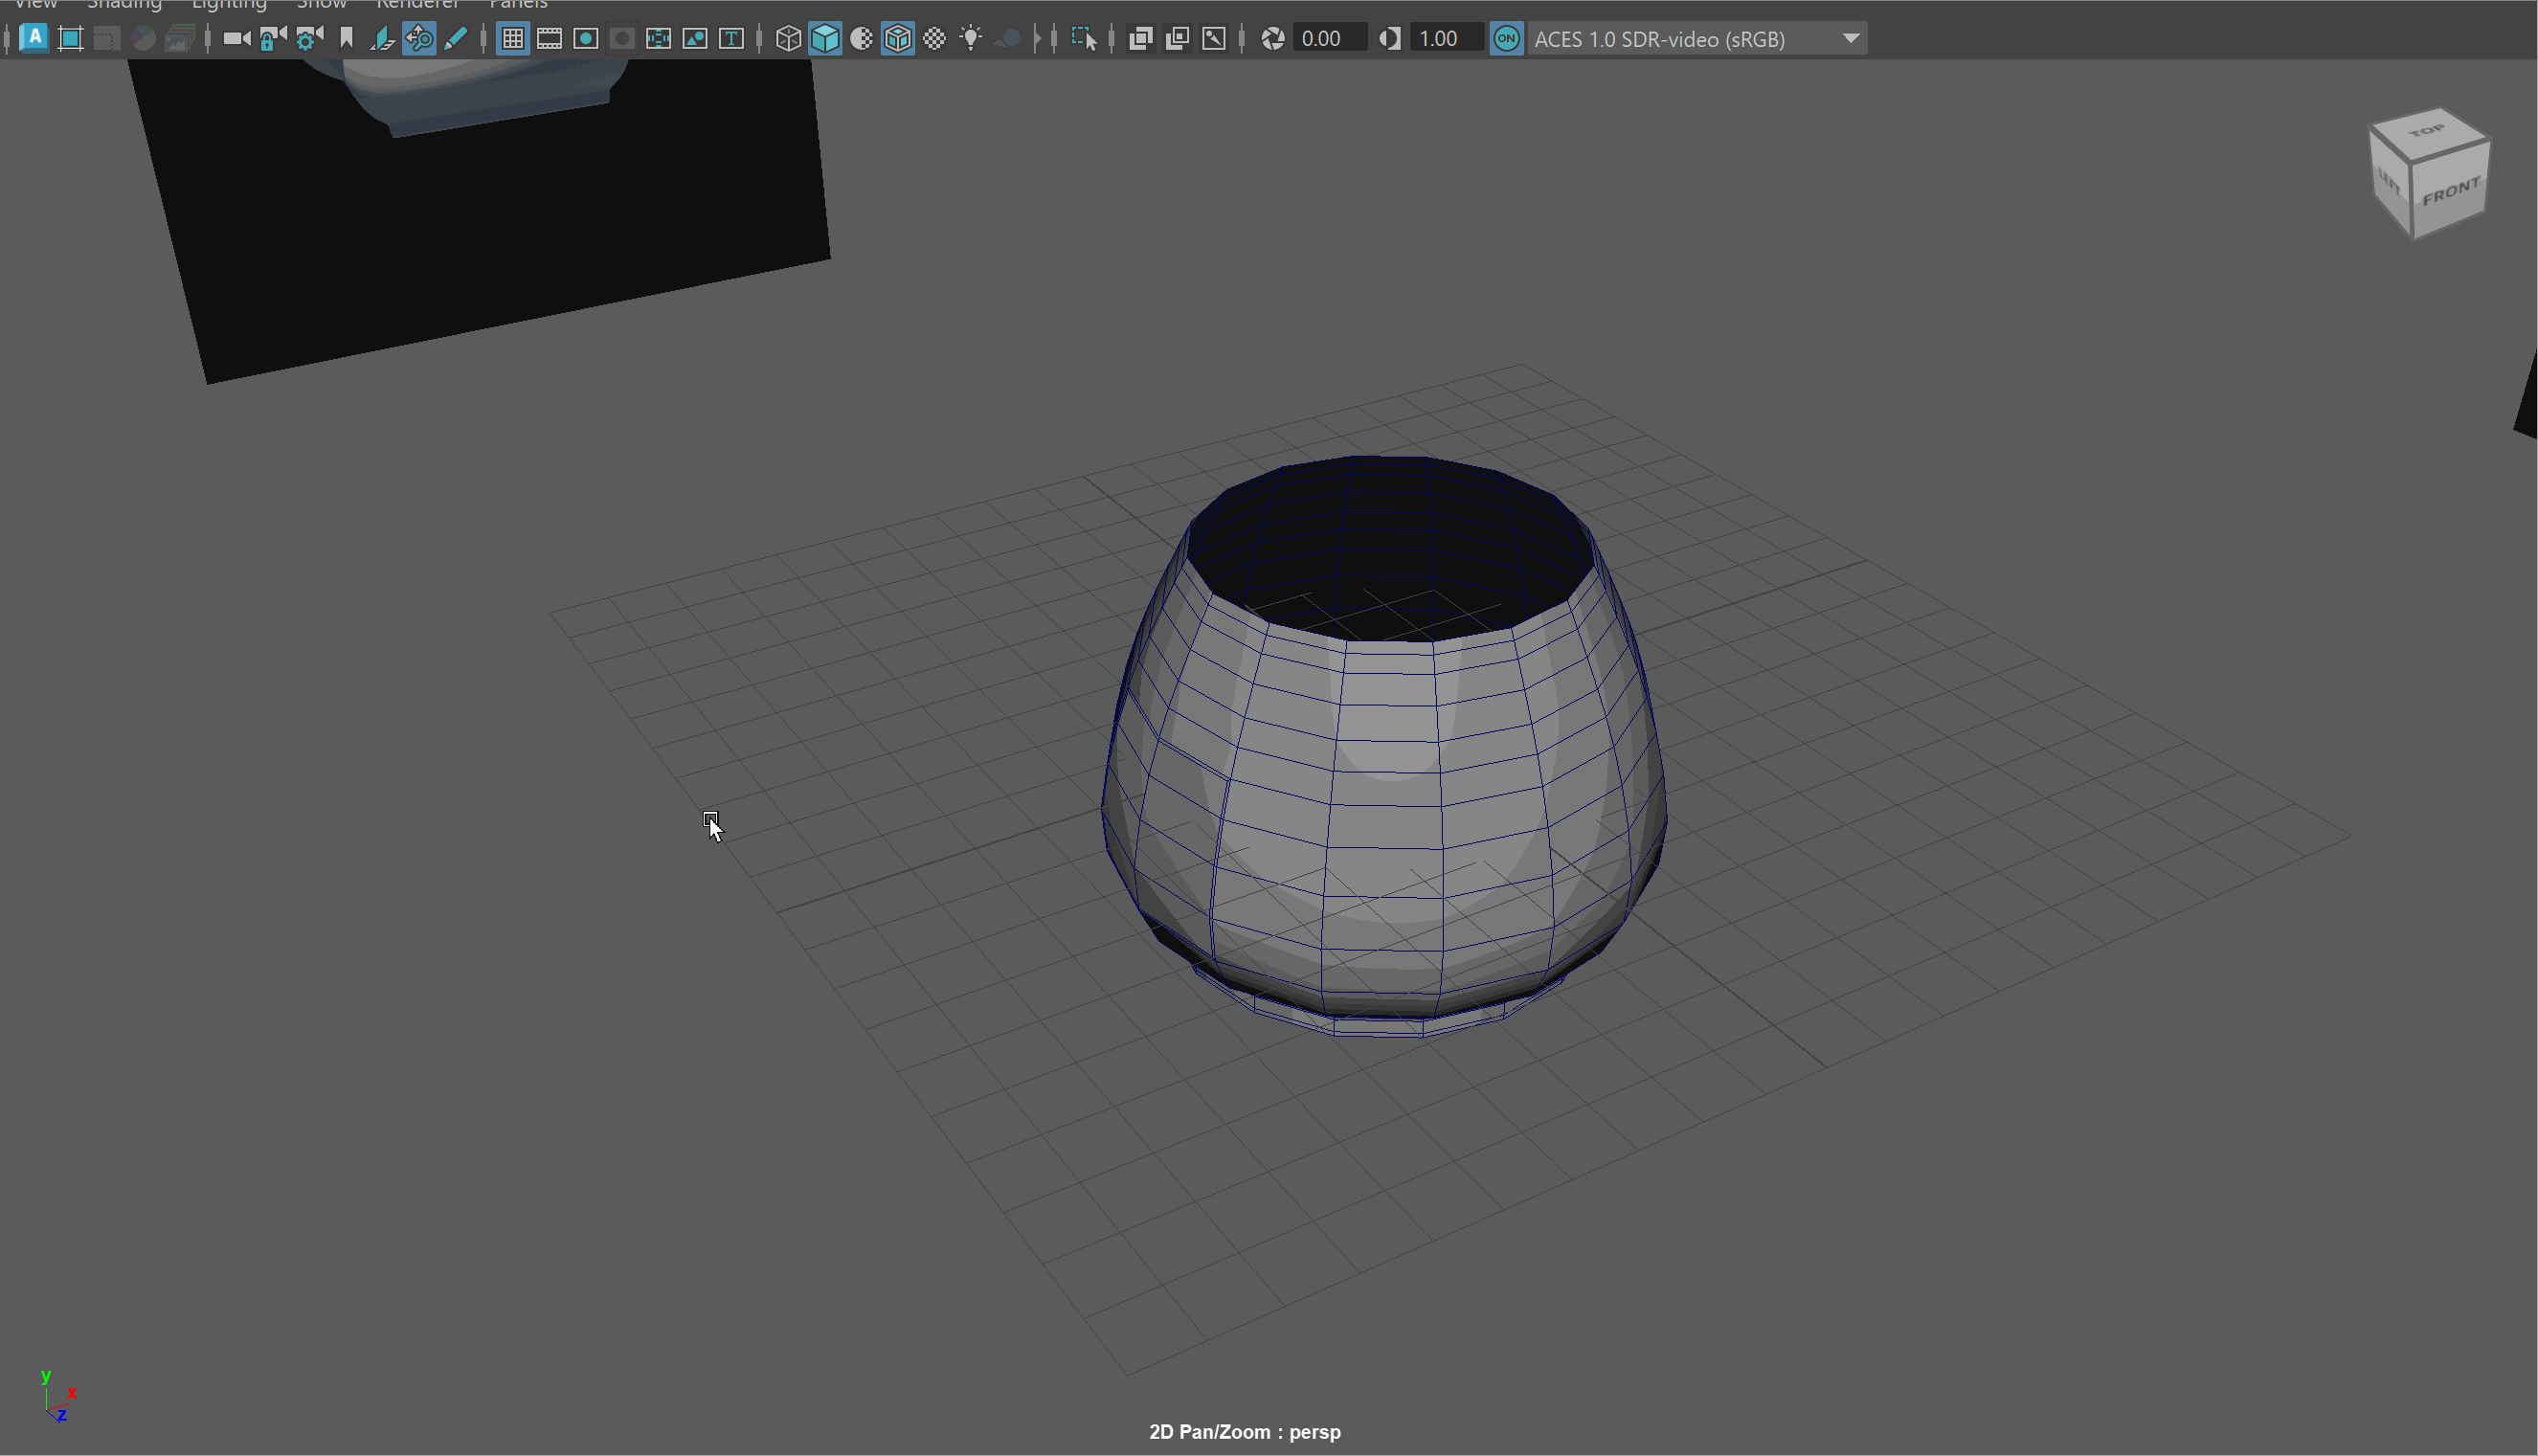 View Shading Lighting Show Renderer Panels
A T 0.00 1.00 ON ACES 1.0 SDR-video (sRGB)
TOP
LEFT FRONT
y
x
z
2D Pan/Zoom : persp